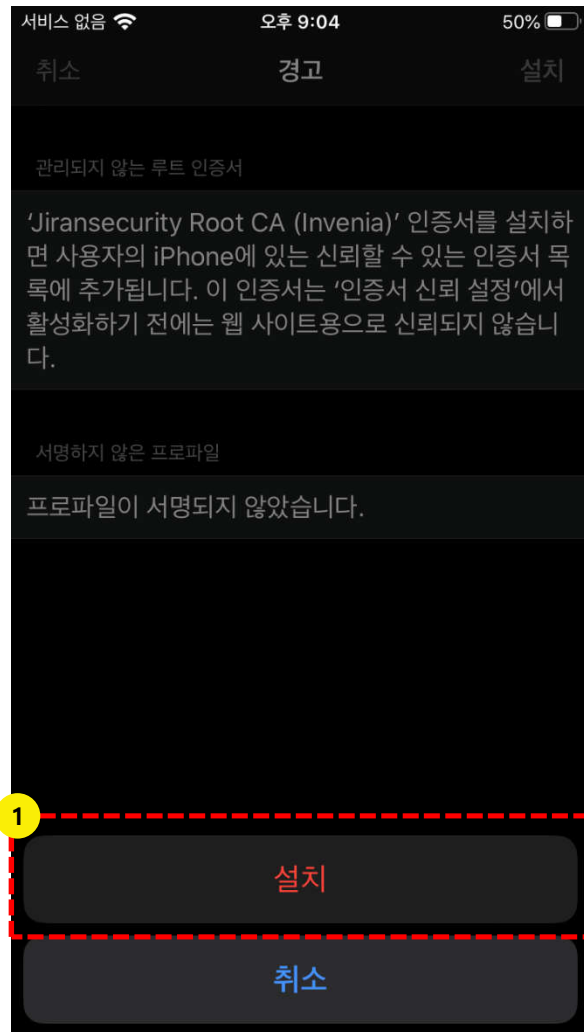 서비스 없음 오후 9:04 50%
취소 경고 설치
관리되지 않는 루트 인증서
‘Jiransecurity Root CA (Invenia)’ 인증서를 설치하
면 사용자의 iPhone에 있는 신뢰할 수 있는 인증서 목
록에 추가됩니다. 이 인증서는 ‘인증서 신뢰 설정’에서
활성화하기 전에는 웹 사이트용으로 신뢰되지 않습니
다.
서명하지 않은 프로파일
프로파일이 서명되지 않았습니다.
1
설치
취소